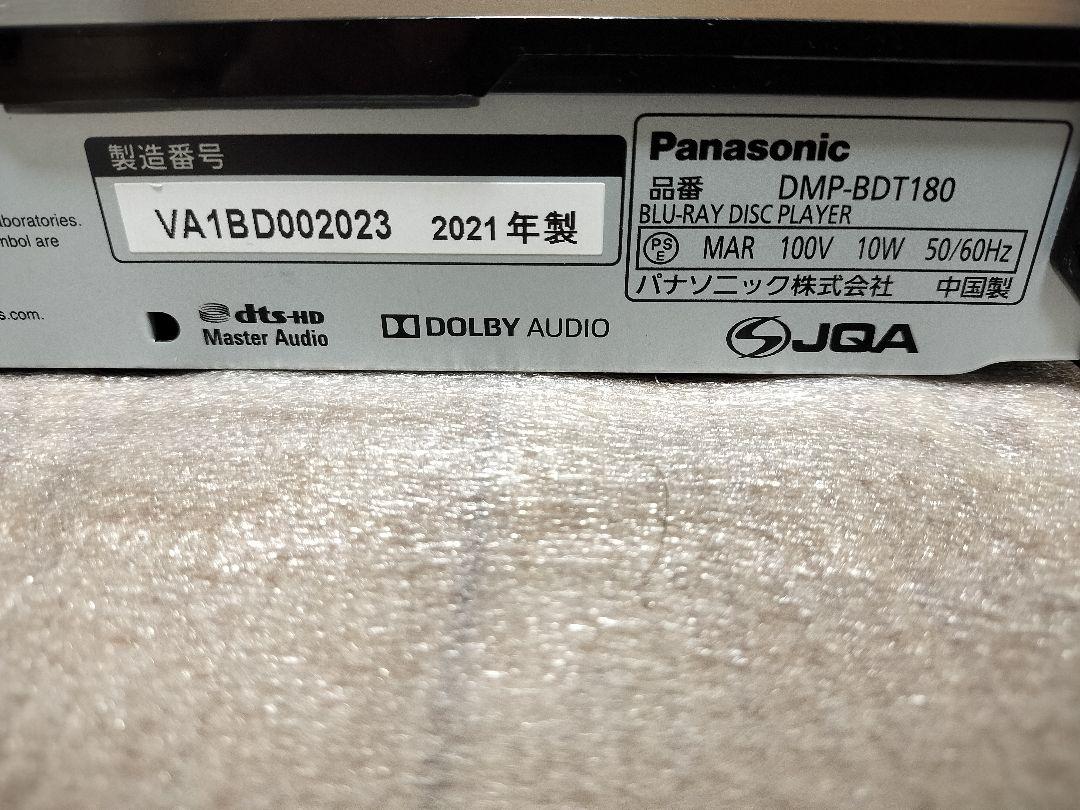 製造番号
VA1BD002023 2021年製
Panasonic
品番 DMP-BDT180
BLU-RAY DISC PLAYER
PS E MAR 100V 10W 50/60Hz
パナソニック株式会社 中国製
boratories.
mbol are
s.com.
dts-HD
Master Audio
DOLBY AUDIO
JQA